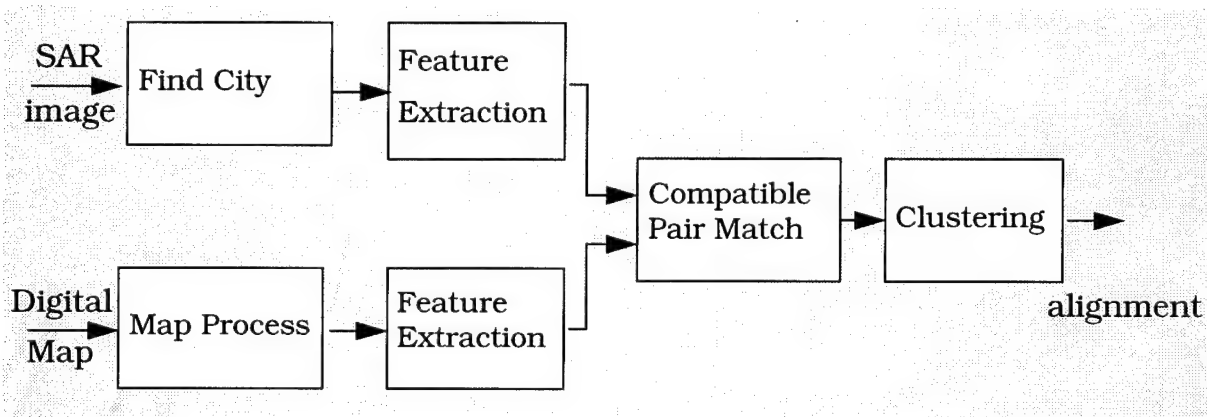 SAR
image
Find City
Feature
Extraction
Compatible
Pair Match
Clustering
alignment
Digital
Map
Map Process
Feature
Extraction